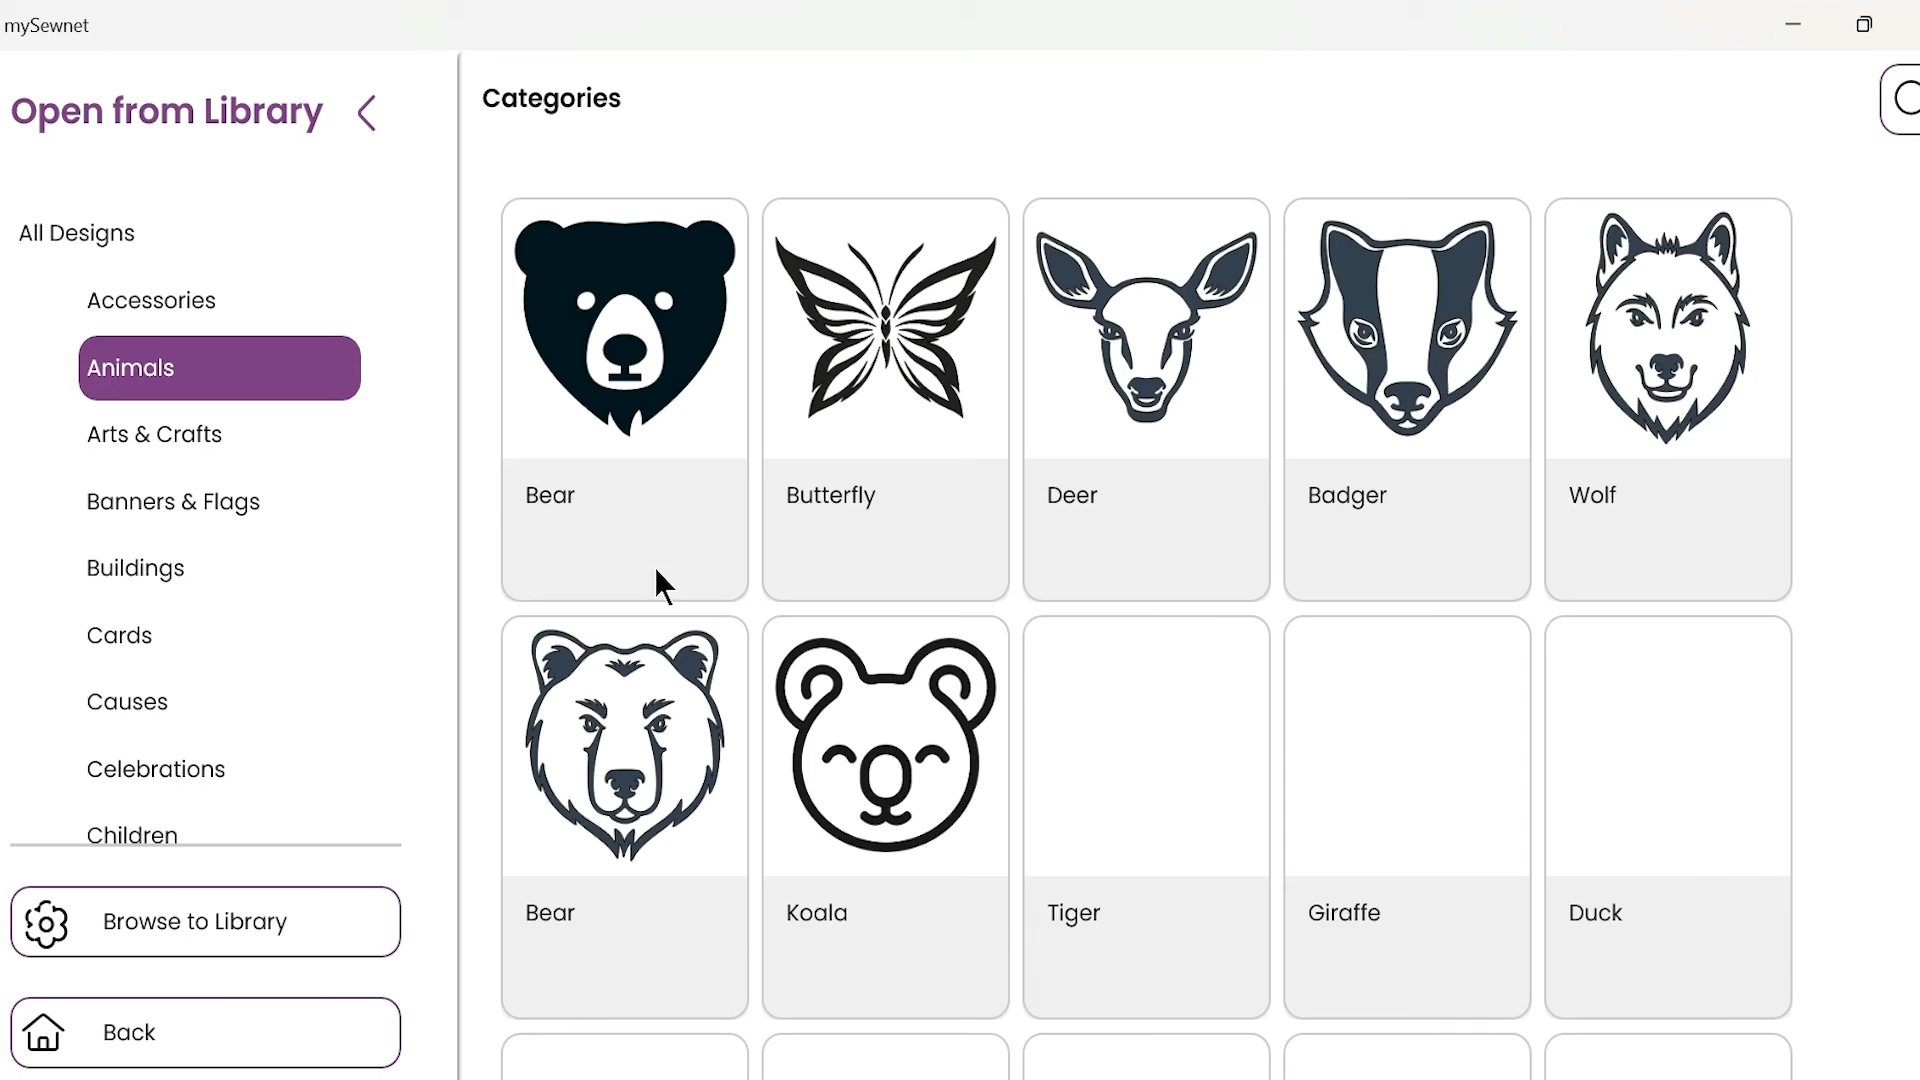 mySewnet
Open from Library
Categories
All Designs
Accessories
Animals
Arts & Crafts
Banners & Flags
Buildings
Cards
Causes
Celebrations
Children
Browse to Library
Back
Bear
Butterfly
Deer
Badger
Wolf
Bear
Koala
Tiger
Giraffe
Duck